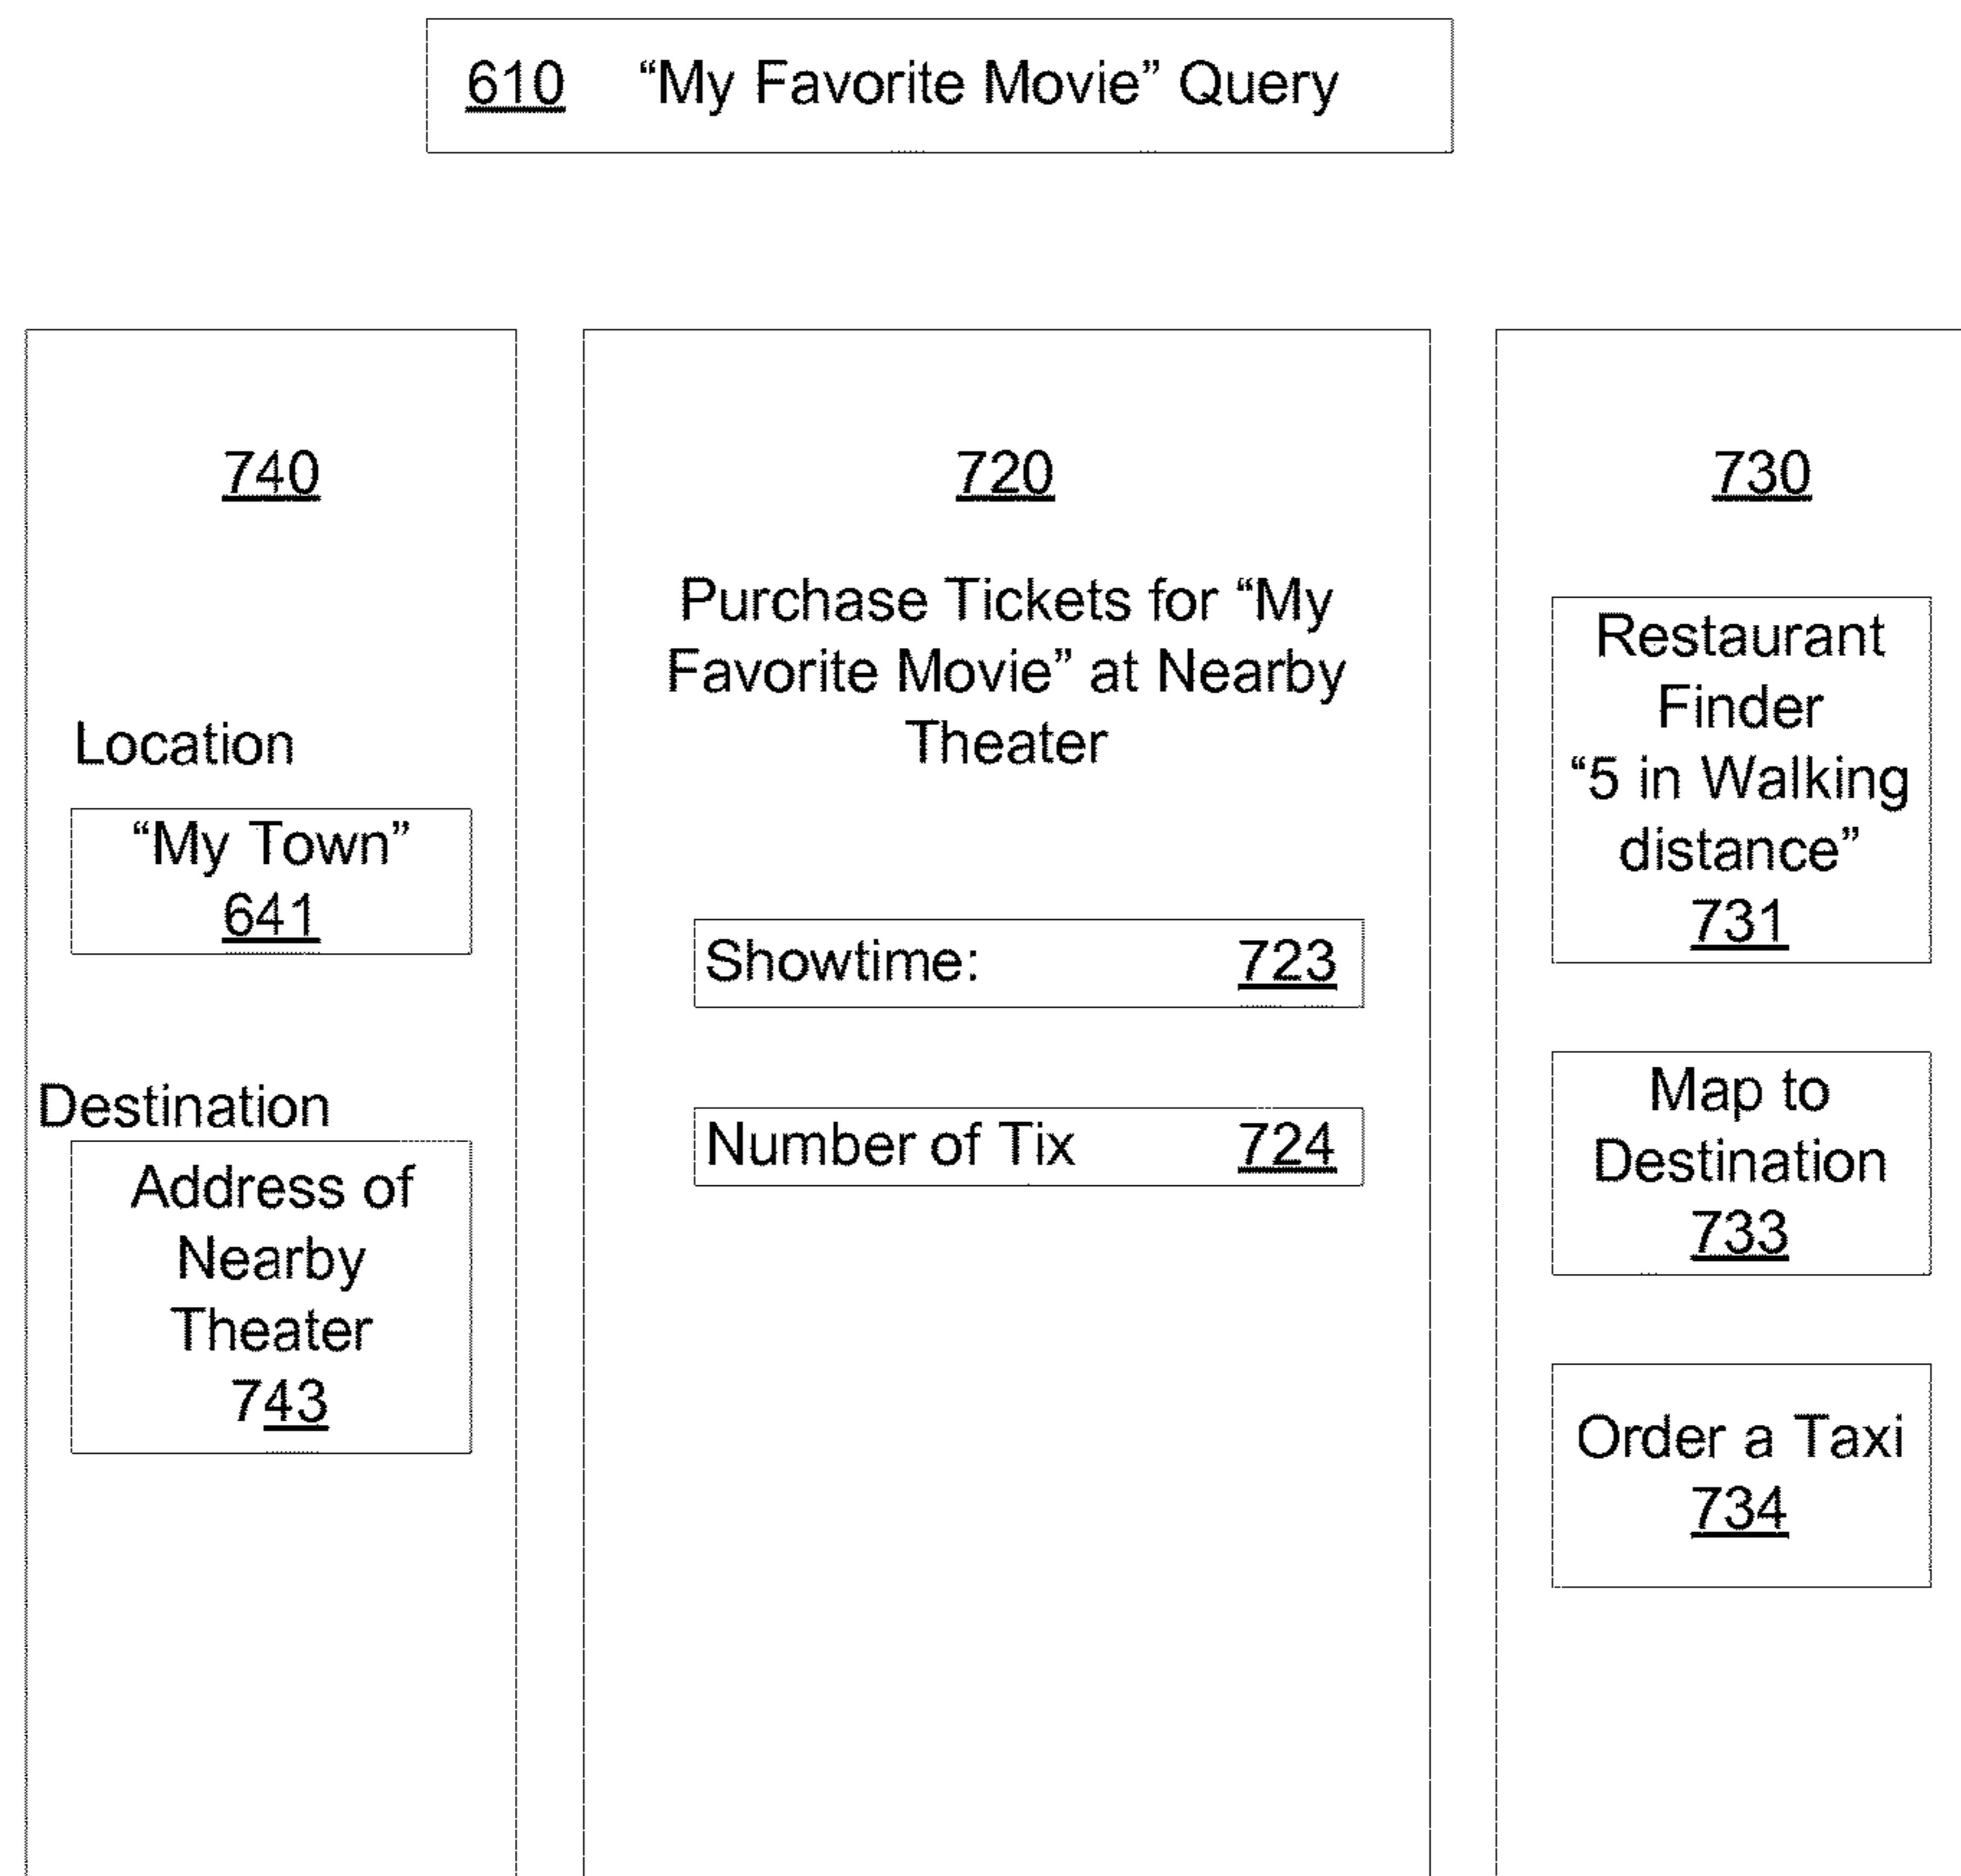 610 “My Favorite Movie” Query
740
Location
“My Town”
641
Destination
Address of
Nearby
Theater
743
720
Purchase Tickets for “My
Favorite Movie” at Nearby
Theater
Showtime: 723
Number of Tix 724
730
Restaurant
Finder
“5 in Walking
distance”
731
Map to
Destination
733
Order a Taxi
734